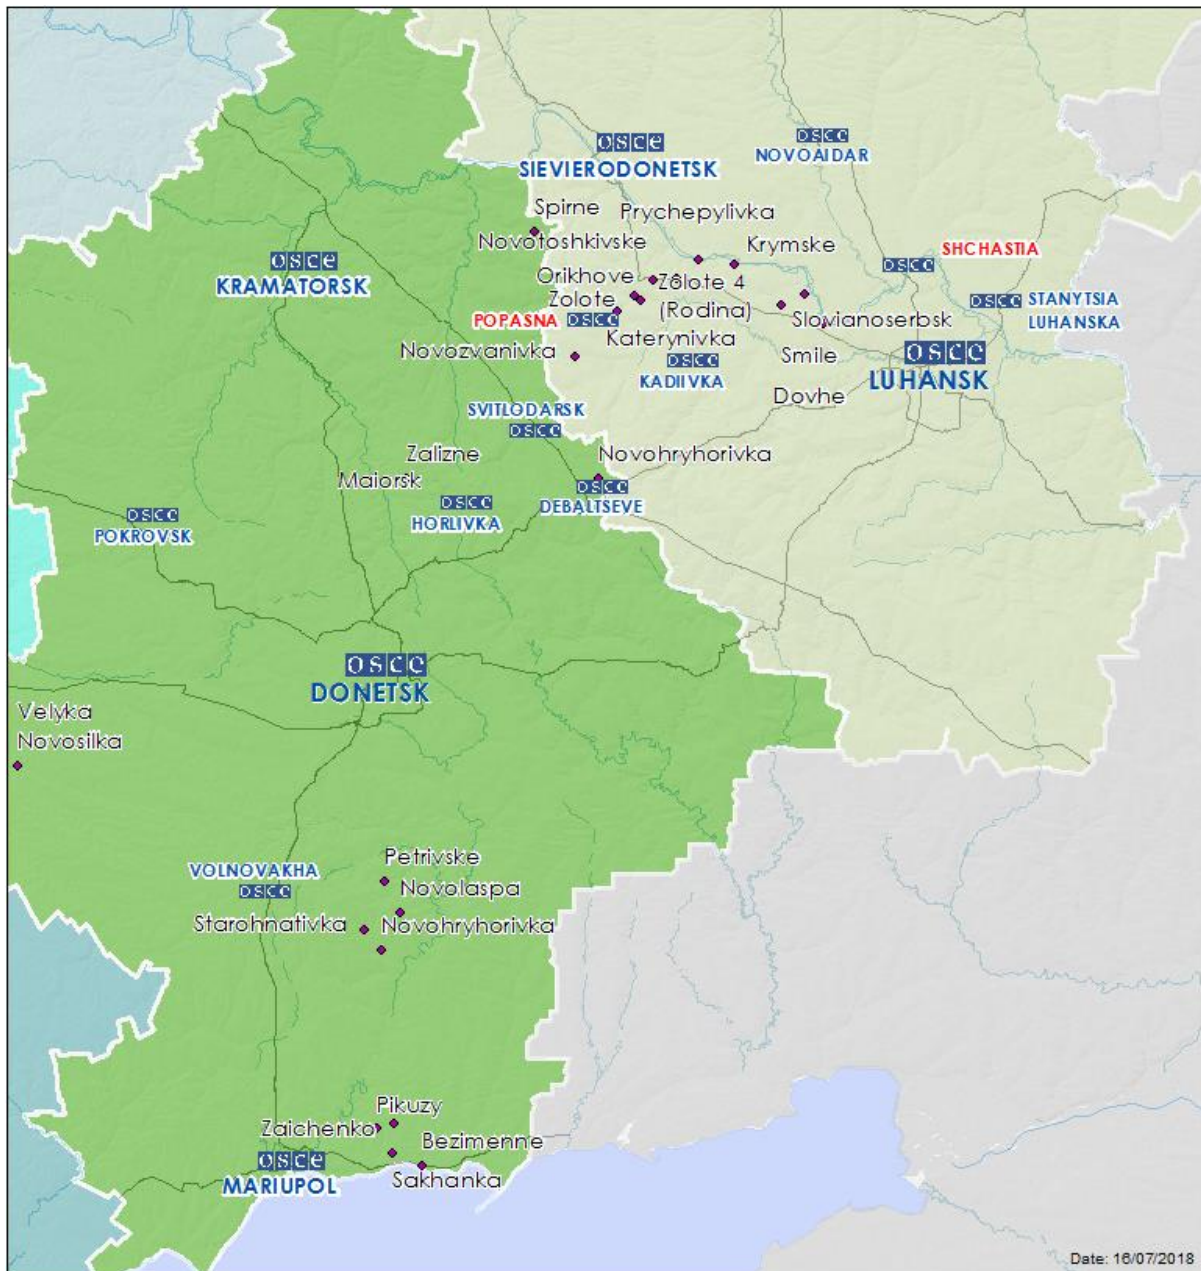 osce
SIEVIERODONETSK
osce
NOVOAIDAR
Spirne
Prychepylivka
Novotoshkivske
Krymske
osce
KRAMATORSK
SHCHASTIA
osce
Orikhove
Zolote 4
(Rodina)
Zolote
POPASNA
osce
osce
STANYTSIA
LUHANSKA
Slovianoserbsk
Katerynivka
Novozvanivka
osce
KADIIVKA
Smile
osce
LUHANSK
Dovhe
SVITLODARSK
osce
Zalizne
Novohryhorivka
Maiorsk
osce
HORLIVKA
osce
DEBALTSEVE
osce
POKROVSK
osce
DONETSK
Velyka
Novosilka
Petrivske
VOLNOVAKHA
osce
Novolaspa
Starohnativka
Novohryhorivka
Pikuzy
Zaichenko
Bezimenne
osce
MARIUPOL
Sakhanka
Date: 16/07/2018